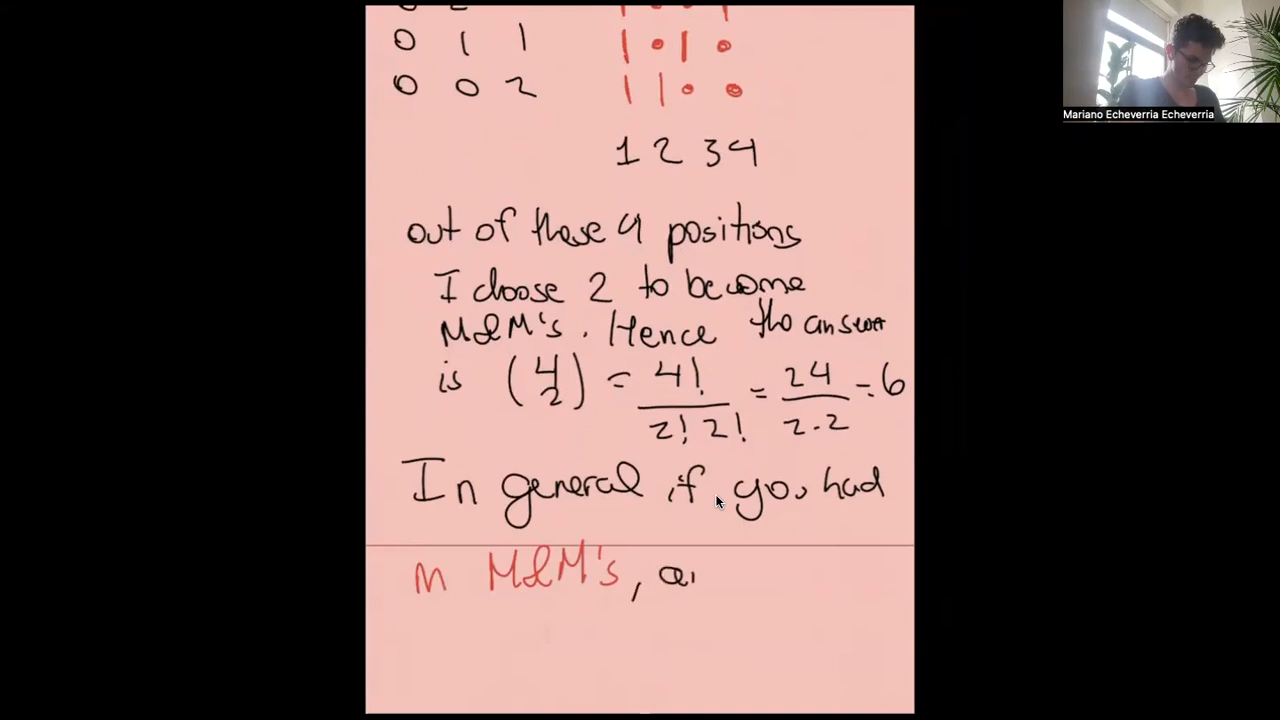 0 1 1 | • | •
0 0 2 | | • •
1 2 3 4
out of these 4 positions
I choose 2 to become
M&M's. Hence the answer
is (4 2) = 4! / 2! 2! = 24 / 2·2 = 6
In general if you had
m M&M's, an
Mariano Echeverria Echeverria